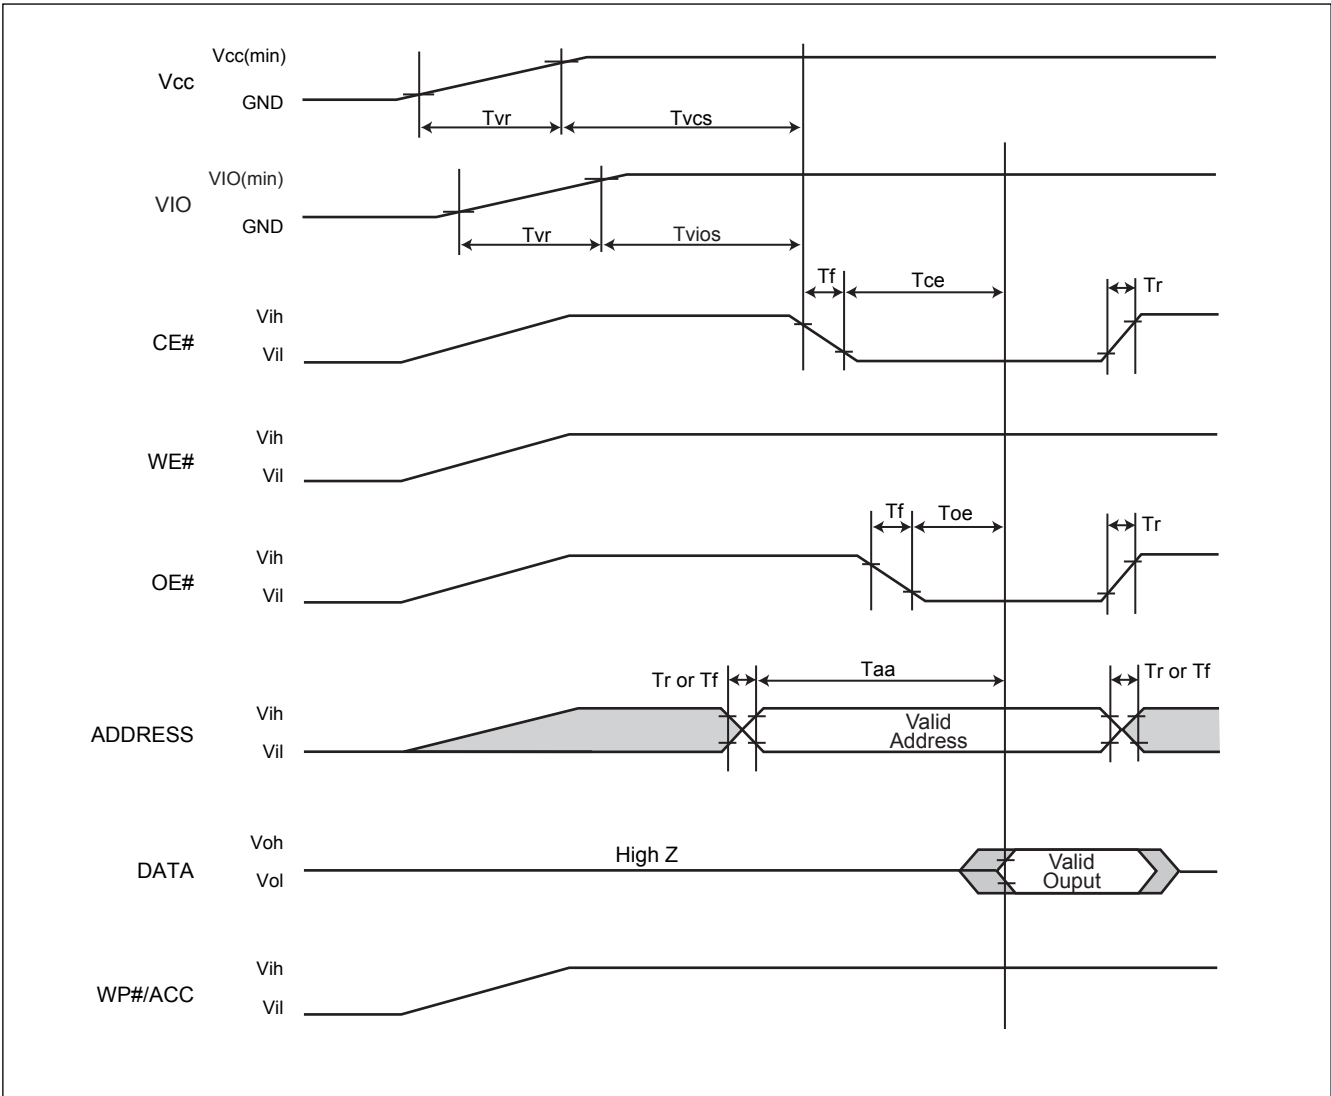 Vcc(min)
Vcc
GND
Tvr
Tvcs
VIO(min)
VIO
GND
Tvr
Tvios
Tf
Tce
Tr
Vih
CE#
Vil
Vih
WE#
Vil
Tf
Toe
Tr
Vih
OE#
Vil
Tr or Tf
Taa
Tr or Tf
Vih
ADDRESS
Vil
Valid
Address
Voh
DATA
Vol
High Z
Valid
Ouput
Vih
WP#/ACC
Vil